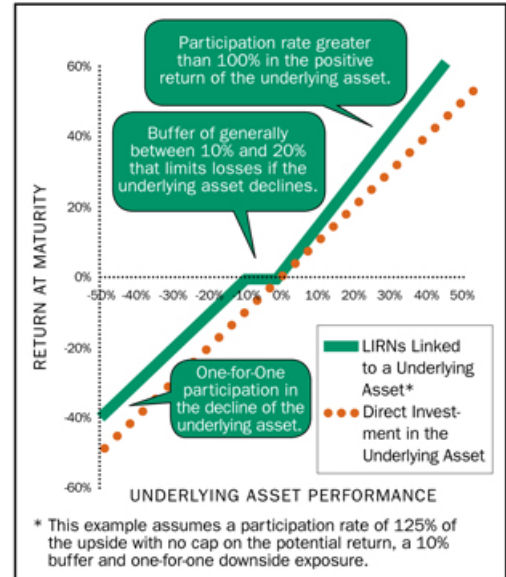 Participation rate greater
than 100% in the positive
return of the underlying asset.
Buffer of generally
between 10% and 20%
that limits losses if the
underlying asset declines.
One-for-One
participation in
the decline of the
underlying asset.
RETURN AT MATURITY
60%
40%
20%
0%
-20%
-40%
-60%
-50% -40% -30% -20% -10% 0% 10% 20% 30% 40% 50%
LIRNs Linked
to a Underlying
Asset*
Direct Invest-
ment in the
Underlying Asset
UNDERLYING ASSET PERFORMANCE
* This example assumes a participation rate of 125% of
the upside with no cap on the potential return, a 10%
buffer and one-for-one downside exposure.